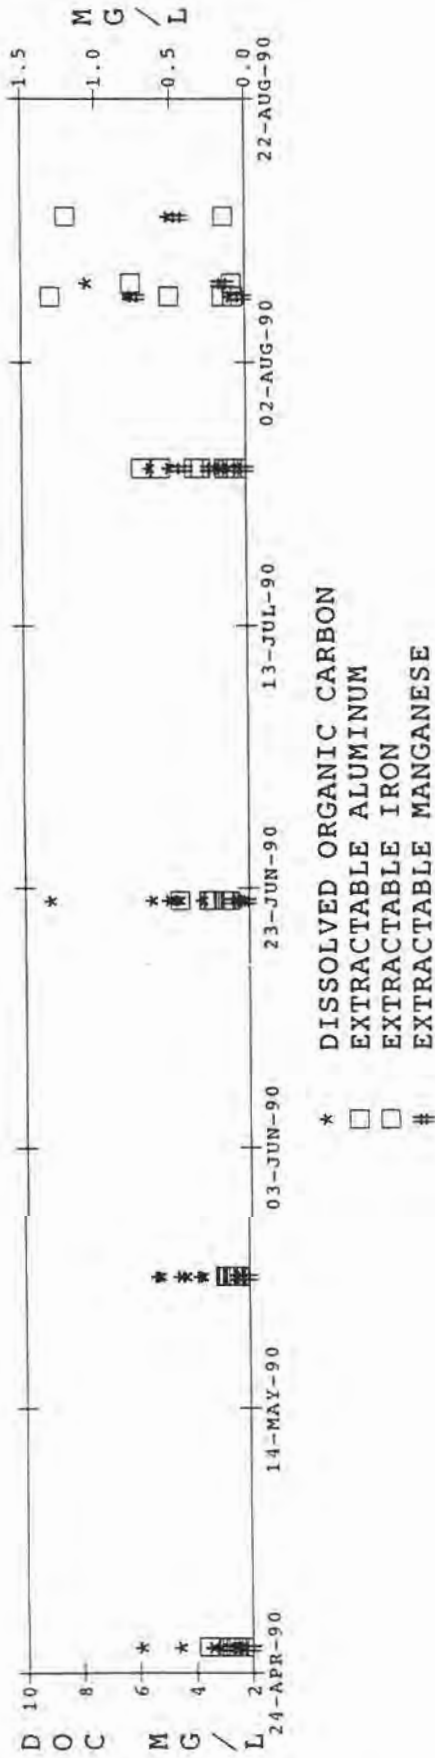 DOC MG/L
10
8
6
4
2
24-APR-90
14-MAY-90
03-JUN-90
23-JUN-90
13-JUL-90
02-AUG-90
22-AUG-90
1.5
1.0
0.5
0.0
MG/L
* DISSOLVED ORGANIC CARBON
□ EXTRACTABLE ALUMINUM
□ EXTRACTABLE IRON
# EXTRACTABLE MANGANESE